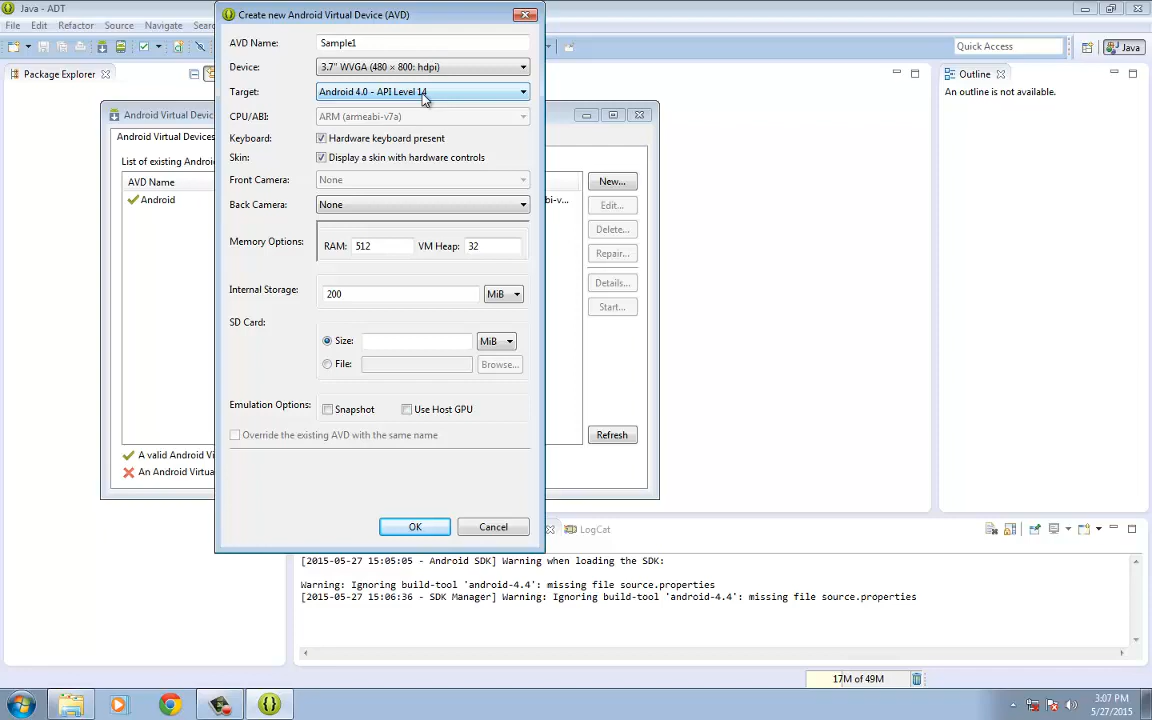 Java - ADT
Create new Android Virtual Device (AVD)
File Edit Refactor Source Navigate
Quick Access
Java
Package Explorer
Outline
An outline is not available.
AVD Name: Sample1
Device: 3.7" WVGA (480 × 800: hdpi)
Target: Android 4.0 - API Level 14
CPU/ABI: ARM (armeabi-v7a)
Keyboard: Hardware keyboard present
Skin: Display a skin with hardware controls
Front Camera: None
Back Camera: None
Memory Options: RAM: 512 VM Heap: 32
Internal Storage: 200 MiB
SD Card:
Size: MiB
File: Browse...
Emulation Options: Snapshot Use Host GPU
Override the existing AVD with the same name
OK Cancel
Android Virtual Devices
List of existing
AVD Name
Android
New...
Edit...
Delete...
Repair...
Details...
Start...
Refresh
A valid Android
An Android
LogCat
[2015-05-27 15:05:05 - Android SDK] Warning when loading the SDK:
Warning: Ignoring build-tool 'android-4.4': missing file source.properties
[2015-05-27 15:06:36 - SDK Manager] Warning: Ignoring build-tool 'android-4.4': missing file source.properties
17M of 49M
3:07 PM
5/27/2015